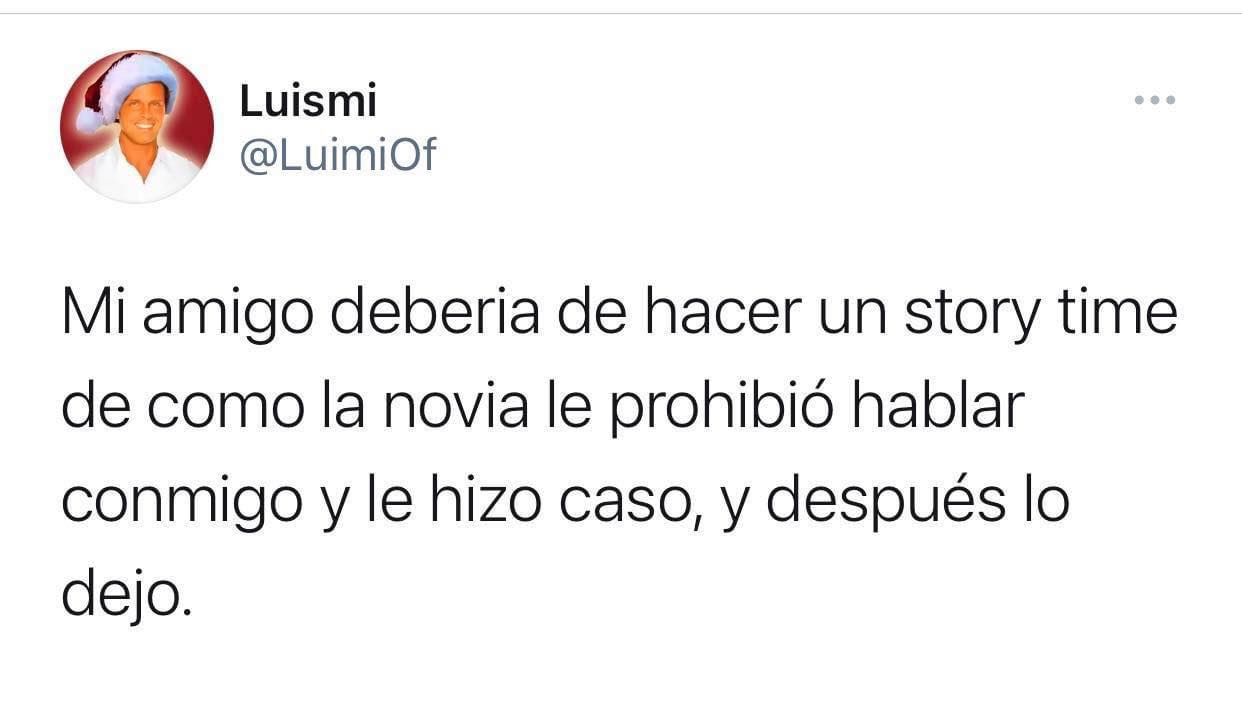 Luismi
@LuimiOf
Mi amigo deberia de hacer un story time
de como la novia le prohibió hablar
conmigo y le hizo caso, y después lo
dejo.